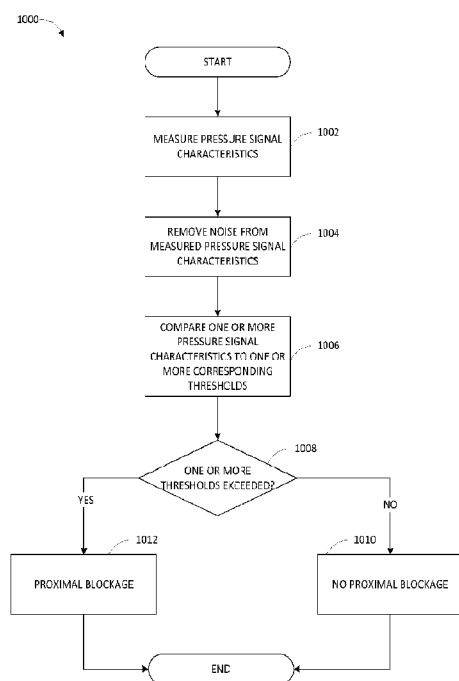 1000
START
MEASURE PRESSURE SIGNAL
CHARACTERISTICS
1002
REMOVE NOISE FROM
MEASURED PRESSURE SIGNAL
CHARACTERISTICS
1004
COMPARE ONE OR MORE
PRESSURE SIGNAL
CHARACTERISTICS TO ONE OR
MORE CORRESPONDING
THRESHOLDS
1006
1008
ONE OR MORE
THRESHOLDS EXCEEDED?
YES
NO
1012
1010
PROXIMAL BLOCKAGE
NO PROXIMAL BLOCKAGE
END